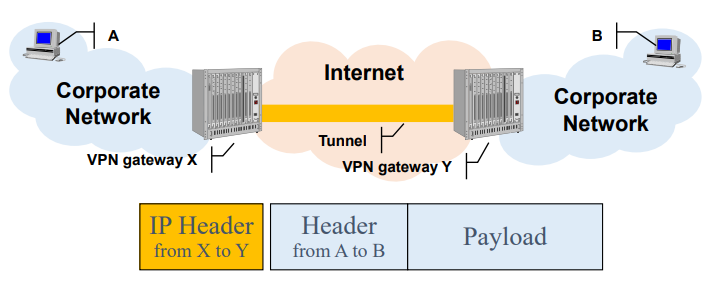 A
B
Internet
Corporate
Network
Corporate
Network
Tunnel
VPN gateway X
VPN gateway Y
IP Header
from X to Y
Header
from A to B
Payload